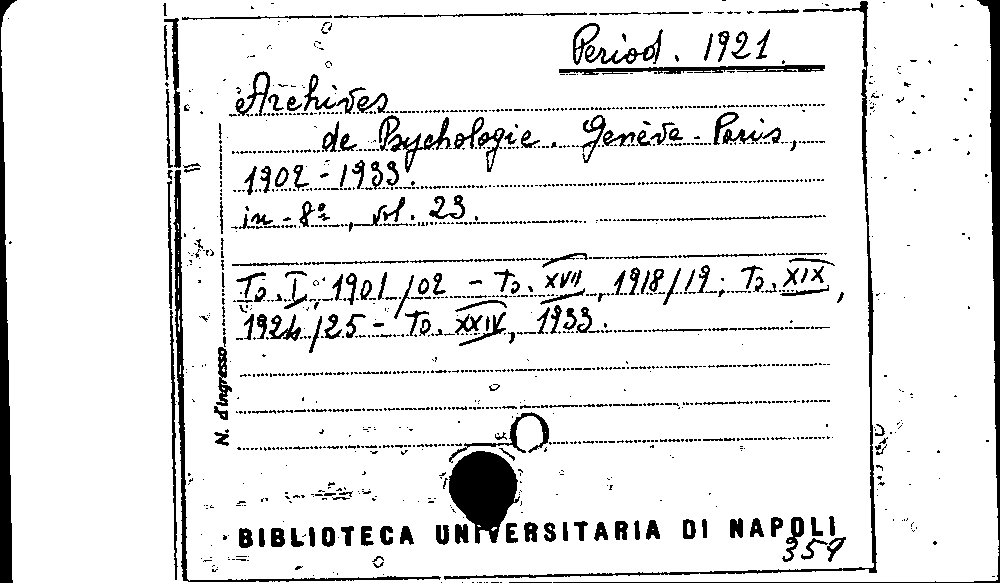 Period. 1921.
Archives
de Psychologie. Genève-Paris,
1902-1933.
in-8º, vol. 23.
To. I, 1901/02 - To. XVII, 1918/19; To. XIX,
1924/25 - To. XXIV, 1933.
N. d'ingresso
BIBLIOTECA UNIVERSITARIA DI NAPOLI
359